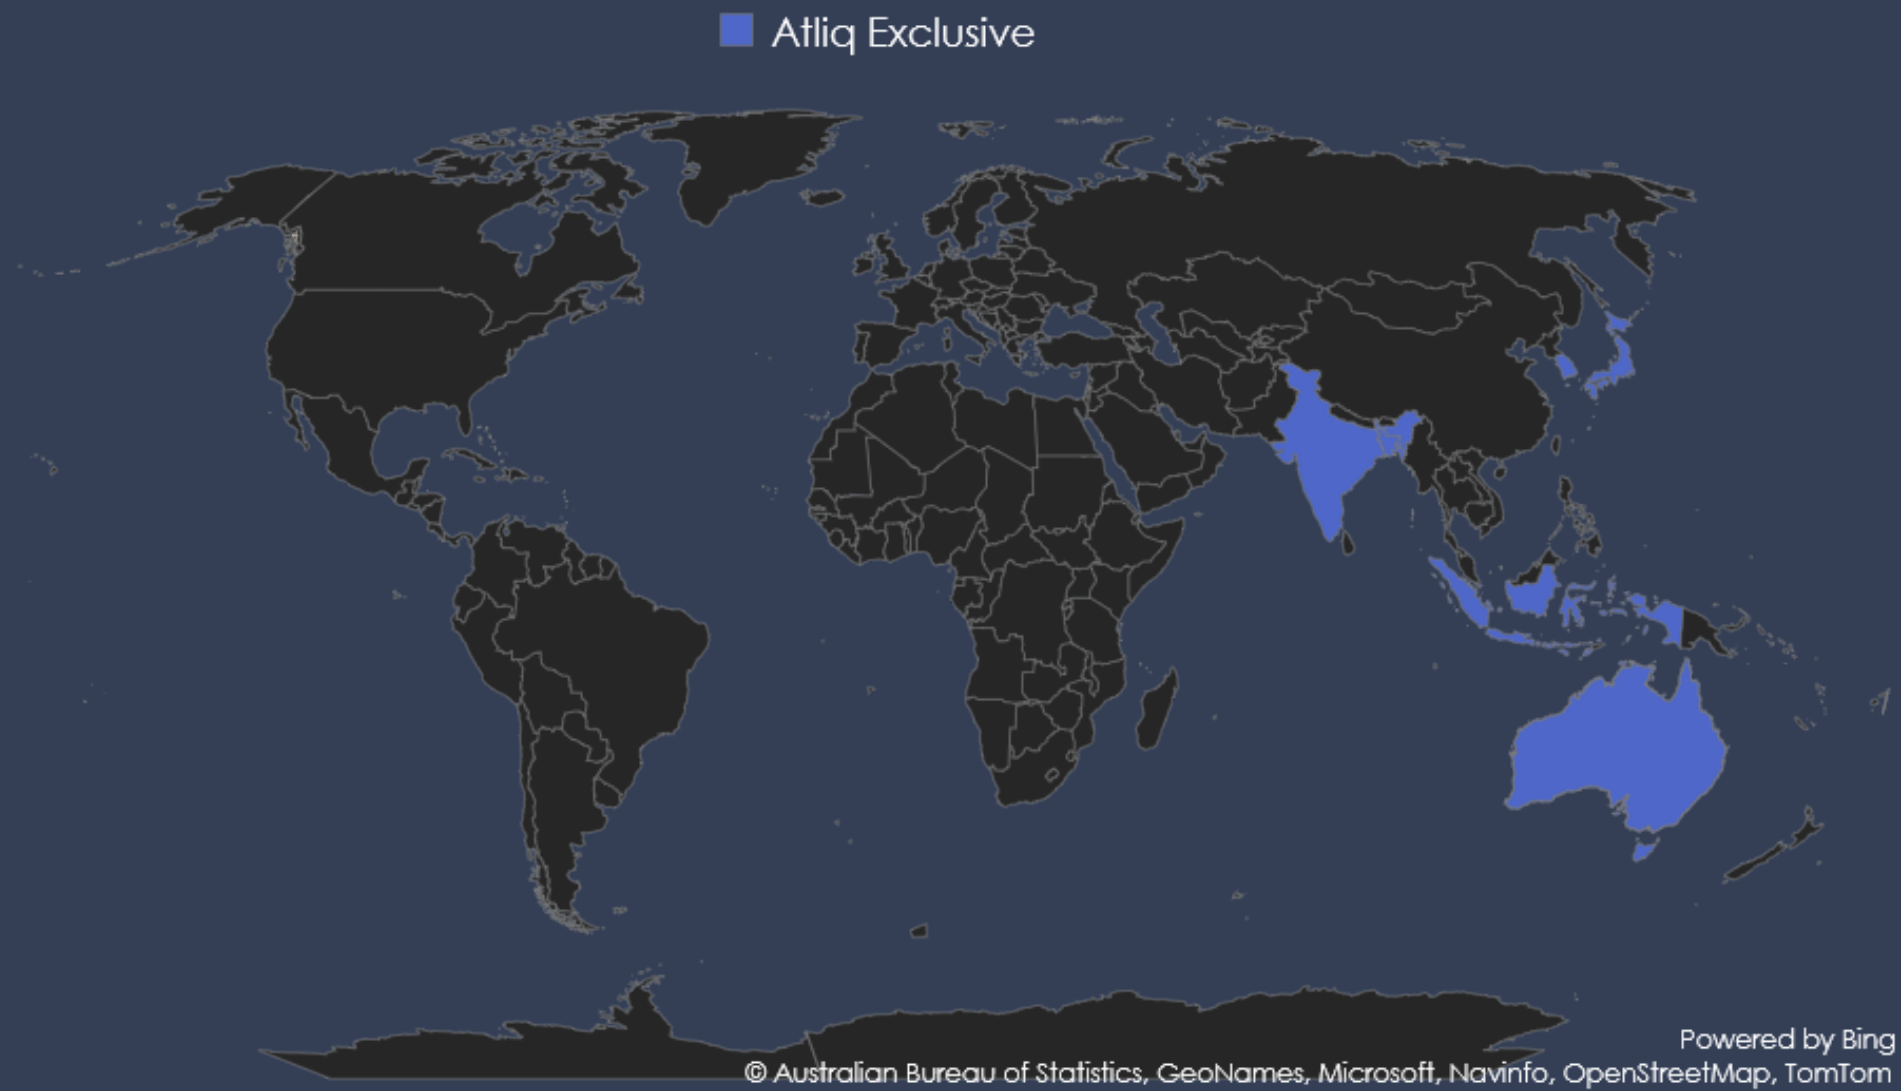 Atliq Exclusive
Powered by Bing
© Australian Bureau of Statistics, GeoNames, Microsoft, Navinfo, OpenStreetMap, TomTom